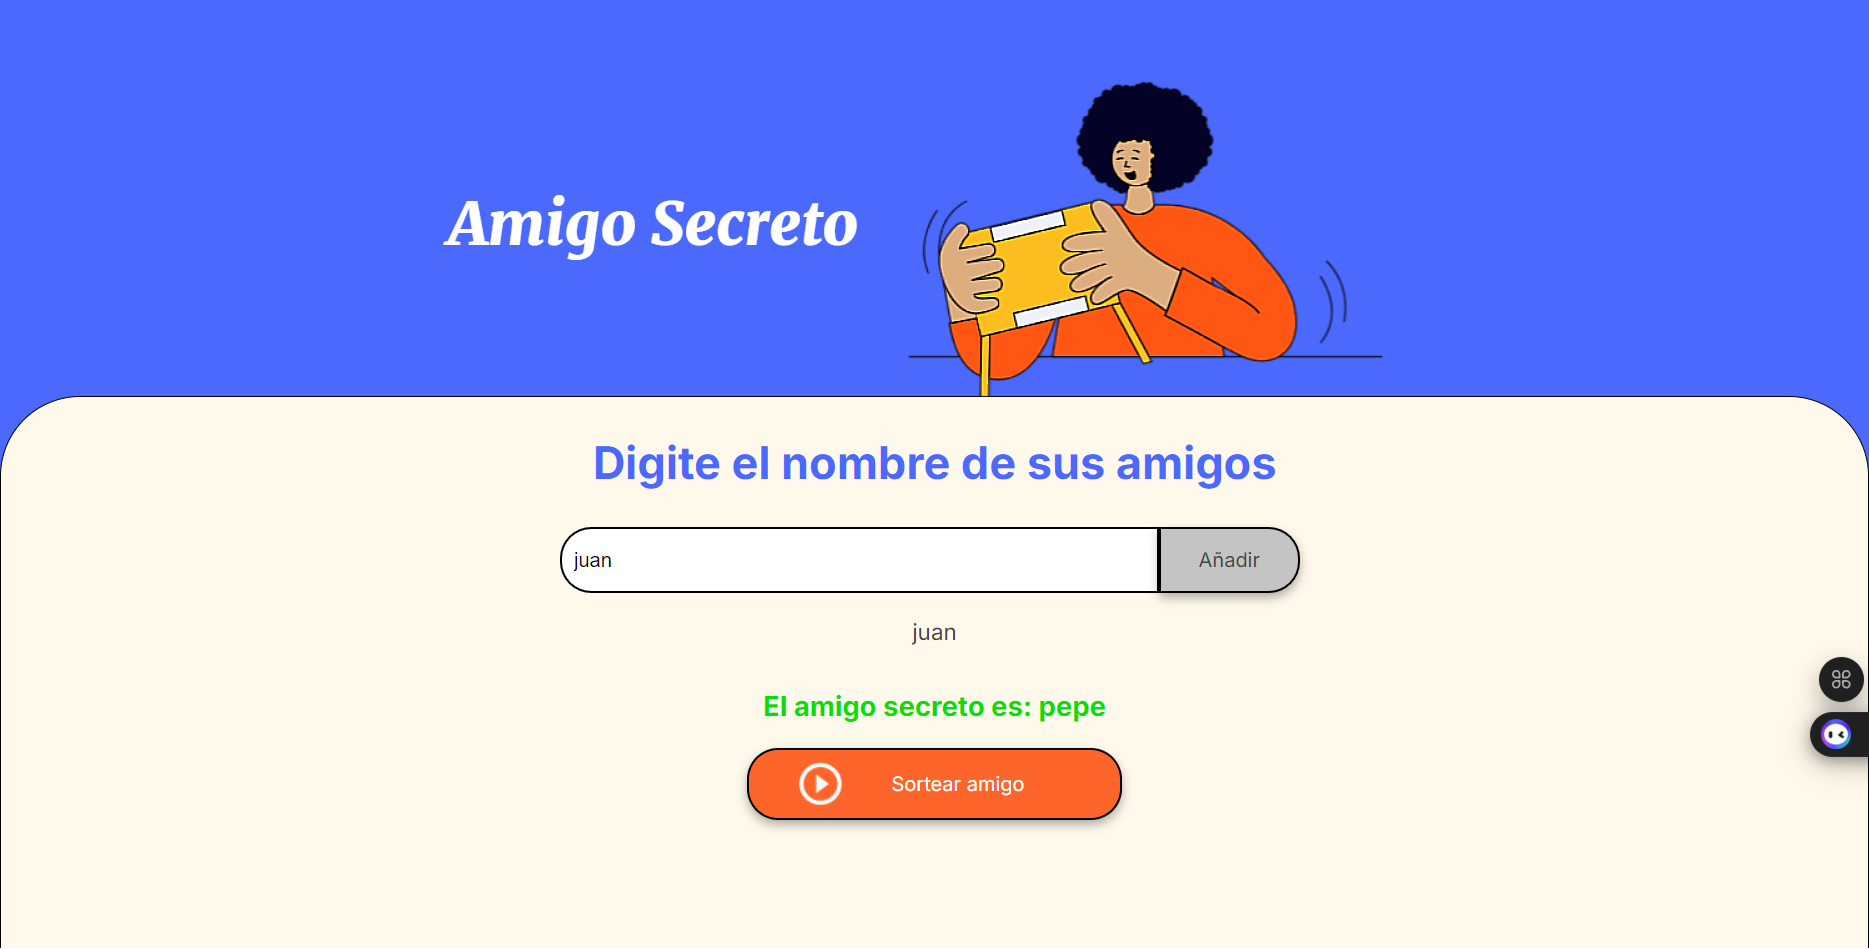 Amigo Secreto
Digite el nombre de sus amigos
juan
Añadir
juan
El amigo secreto es: pepe
Sortear amigo